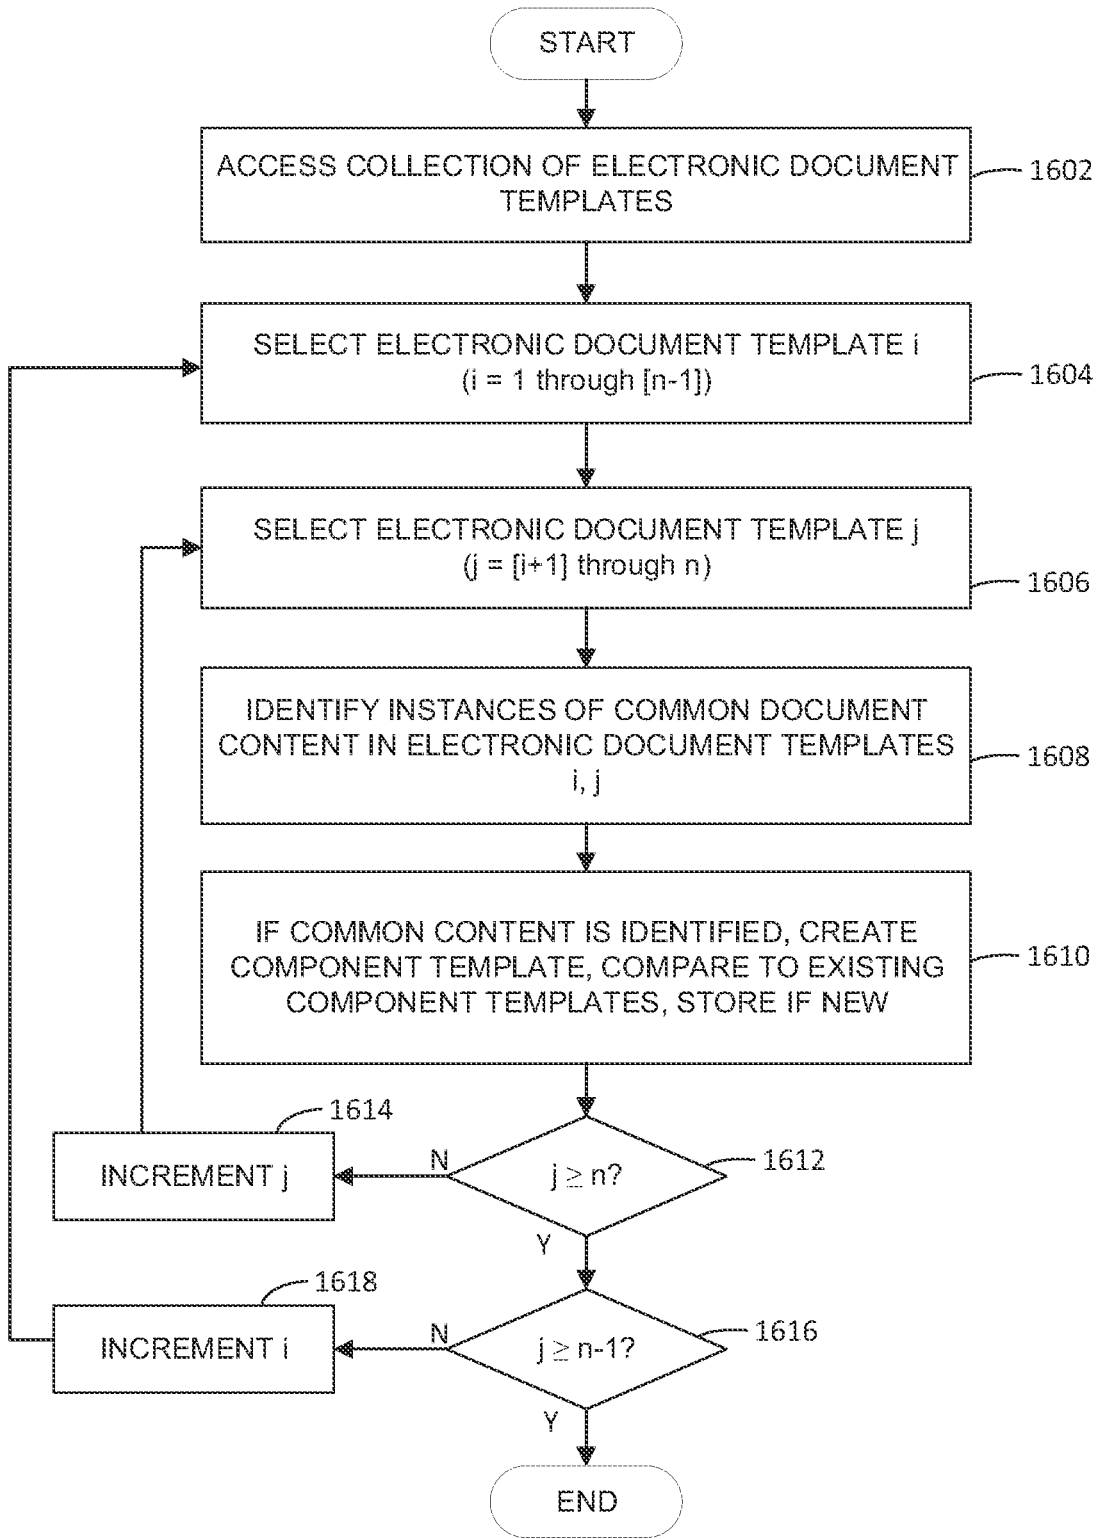 START
ACCESS COLLECTION OF ELECTRONIC DOCUMENT
TEMPLATES
1602
SELECT ELECTRONIC DOCUMENT TEMPLATE i
(i = 1 through [n-1])
1604
SELECT ELECTRONIC DOCUMENT TEMPLATE j
(j = [i+1] through n)
1606
IDENTIFY INSTANCES OF COMMON DOCUMENT
CONTENT IN ELECTRONIC DOCUMENT TEMPLATES
i, j
1608
IF COMMON CONTENT IS IDENTIFIED, CREATE
COMPONENT TEMPLATE, COMPARE TO EXISTING
COMPONENT TEMPLATES, STORE IF NEW
1610
1614
INCREMENT j
N
j ≥ n?
1612
Y
1618
INCREMENT i
N
j ≥ n-1?
1616
Y
END